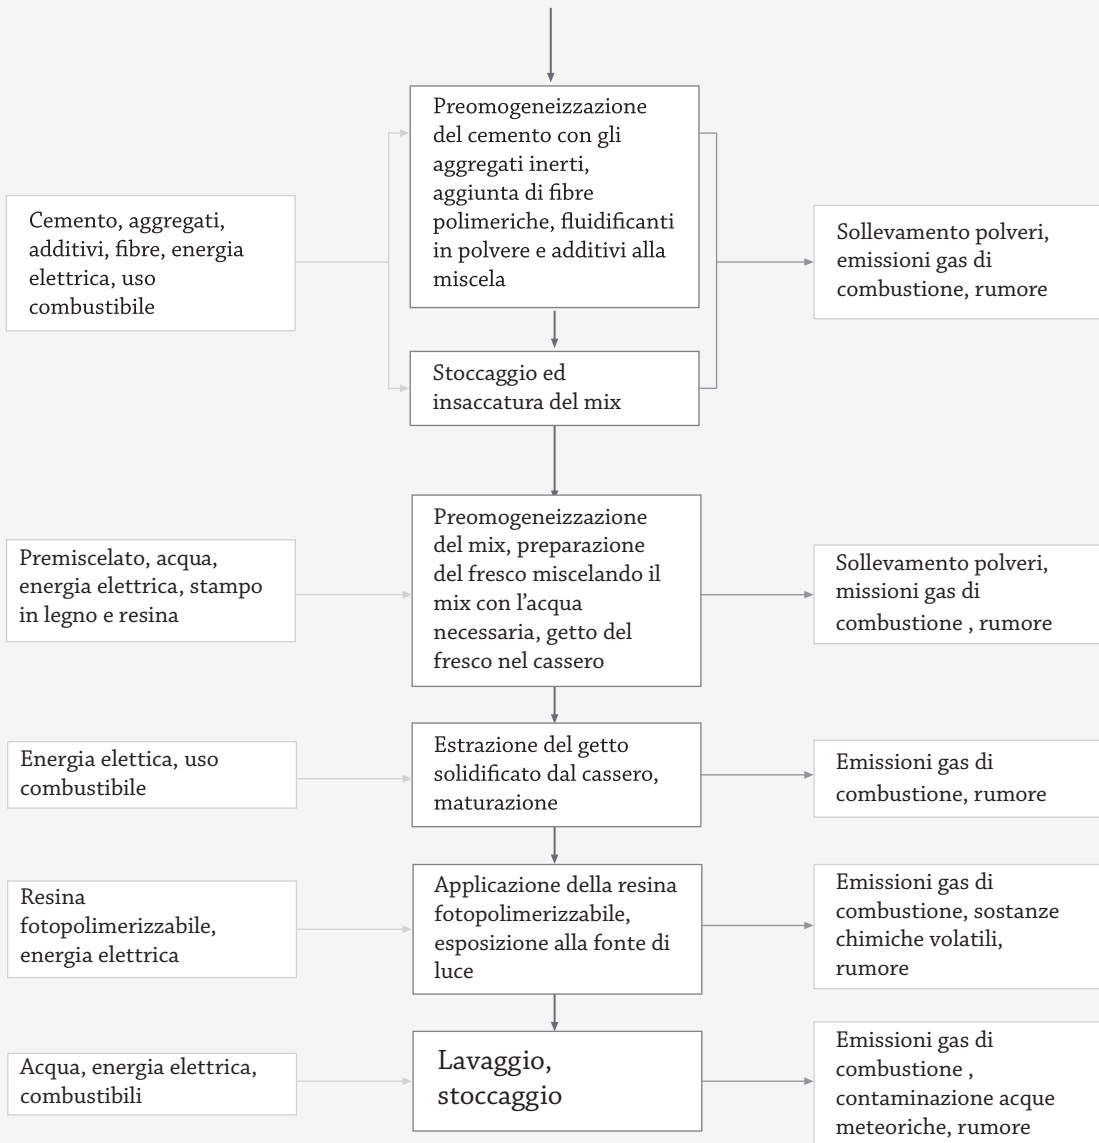 Preomogeneizzazione
del cemento con gli
aggregati inerti,
aggiunta di fibre
polimeriche, fluidificanti
in polvere e additivi alla
miscela
Cemento, aggregati,
additivi, fibre, energia
elettrica, uso
combustibile
Sollevamento polveri,
emissioni gas di
combustione, rumore
Stoccaggio ed
insaccatura del mix
Premiscelato, acqua,
energia elettrica, stampo
in legno e resina
Preomogeneizzazione
del mix, preparazione
del fresco miscelando il
mix con l’acqua
necessaria, getto del
fresco nel cassero
Sollevamento polveri,
missioni gas di
combustione , rumore
Energia elettica, uso
combustibile
Estrazione del getto
solidificato dal cassero,
maturazione
Emissioni gas di
combustione, rumore
Resina
fotopolimerizzabile,
energia elettrica
Applicazione della resina
fotopolimerizzabile,
esposizione alla fonte di
luce
Emissioni gas di
combustione, sostanze
chimiche volatili,
rumore
Acqua, energia elettrica,
combustibili
Lavaggio,
stoccaggio
Emissioni gas di
combustione ,
contaminazione acque
meteoriche, rumore